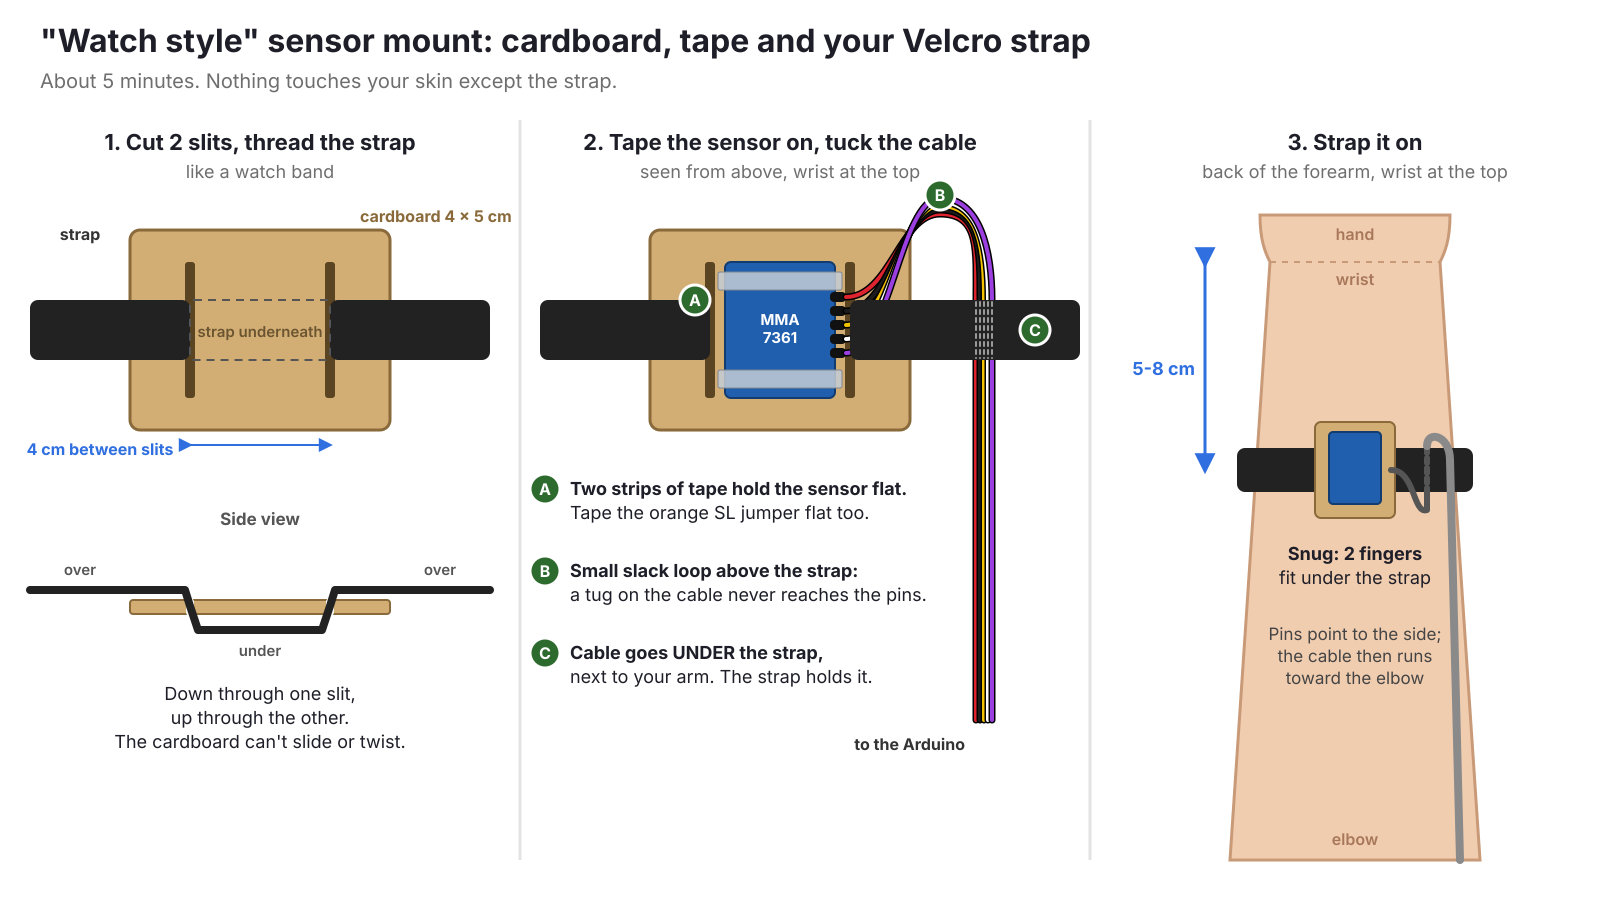 "Watch style" sensor mount: cardboard, tape and your Velcro strap
About 5 minutes. Nothing touches your skin except the strap.
1. Cut 2 slits, thread the strap
like a watch band
cardboard 4 × 5 cm
strap
strap underneath
4 cm between slits
Side view
over
over
under
Down through one slit,
up through the other.
The cardboard can't slide or twist.
2. Tape the sensor on, tuck the cable
seen from above, wrist at the top
B
A
MMA
7361
C
A
Two strips of tape hold the sensor flat.
Tape the orange SL jumper flat too.
B
Small slack loop above the strap:
a tug on the cable never reaches the pins.
C
Cable goes UNDER the strap,
next to your arm. The strap holds it.
to the Arduino
3. Strap it on
back of the forearm, wrist at the top
hand
wrist
5-8 cm
Snug: 2 fingers
fit under the strap
Pins point to the side;
the cable then runs
toward the elbow
elbow